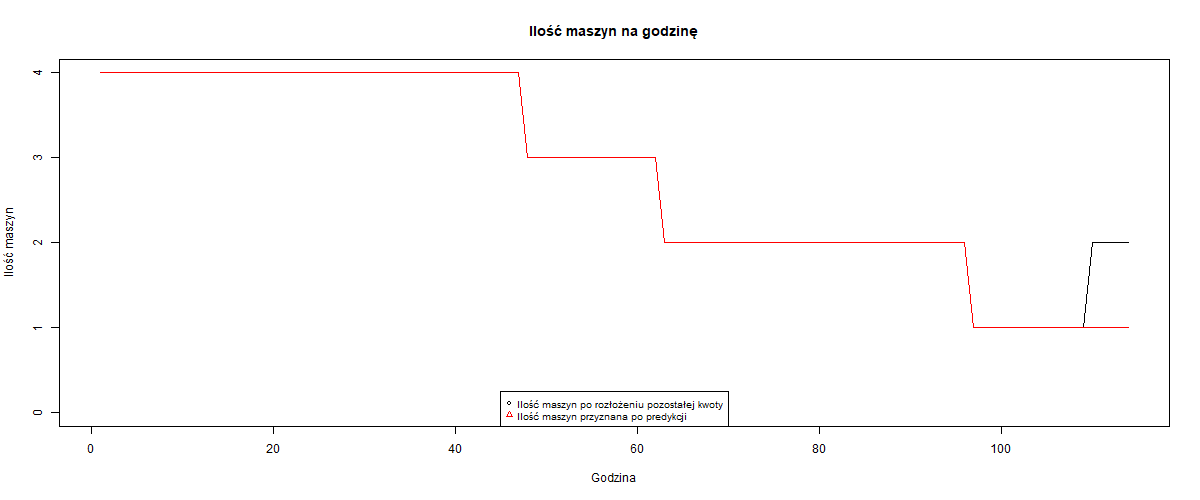 Ilość maszyn na godzinę
4
3
2
1
0
Ilość maszyn
Ilość maszyn po rozłożeniu pozostałej kwoty
Ilość maszyn przyznana po predykcji
0 20 40 60 80 100
Godzina